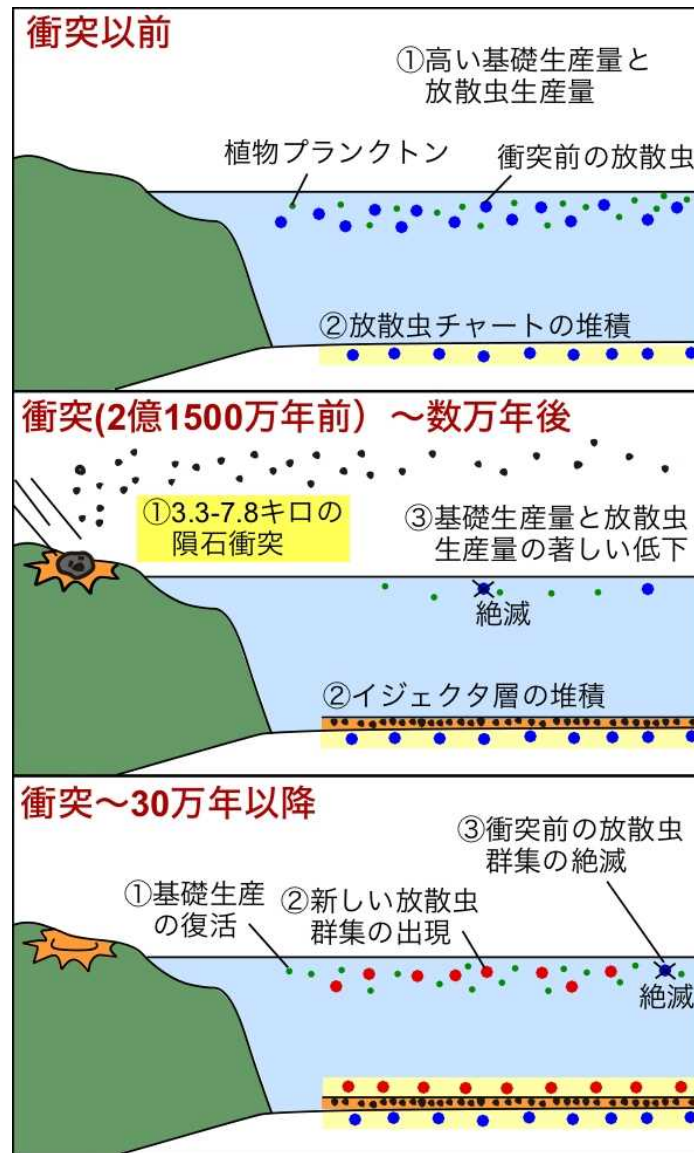 衝突以前
①高い基礎生産量と
放散虫生産量
植物プランクトン
衝突前の放散虫
②放散虫チャートの堆積
衝突(2億1500万年前）～数万年後
①3.3-7.8キロの
隕石衝突
③基礎生産量と放散虫
生産量の著しい低下
絶滅
②イジェクタ層の堆積
衝突～30万年以降
③衝突前の放散虫
群集の絶滅
①基礎生産
の復活
②新しい放散虫
群集の出現
絶滅